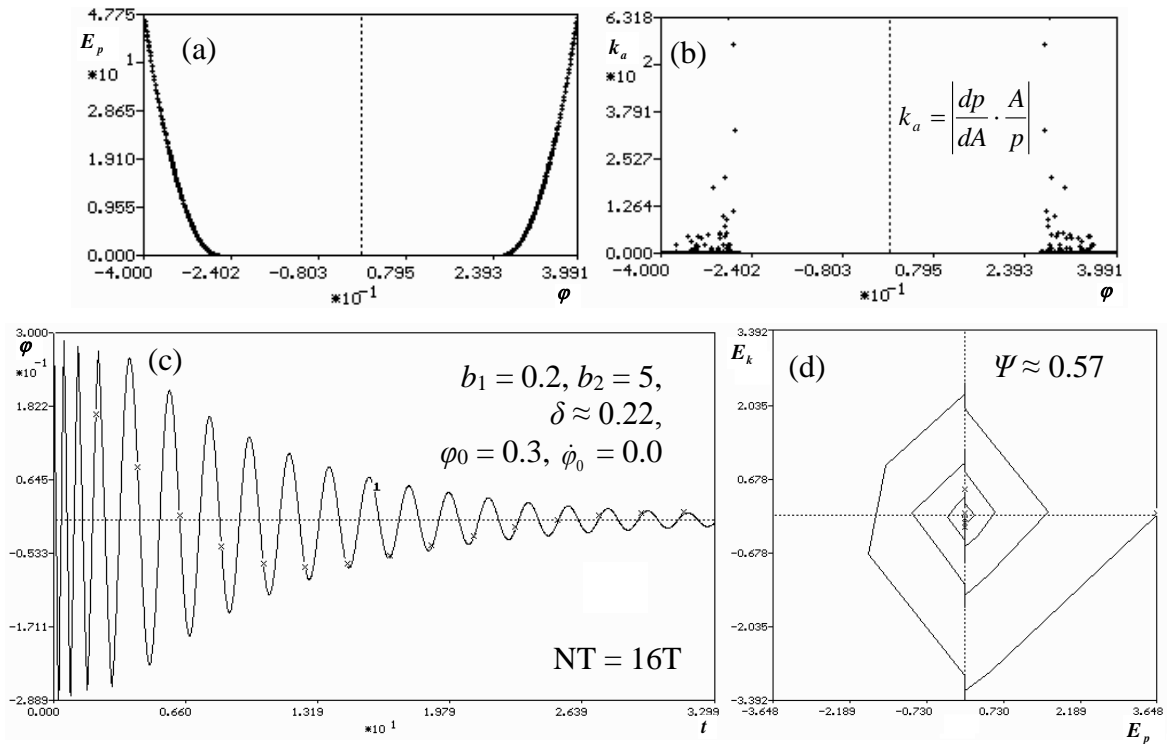 4.775
E_p
∗10 ¹
2.865
1.910
0.955
0.000
(a)
-4.000 -2.402 -0.803 0.795 2.393 3.991
∗10⁻¹
φ
6.318
k_a
∗10 ²
3.791
2.527
1.264
0.000
(b)
k_a = |dp/dA · A/p|
-4.000 -2.402 -0.803 0.795 2.393 3.991
∗10⁻¹
φ
3.000
φ
∗10⁻¹
1.822
0.645
-0.533
-1.711
-2.889
(c)
b₁ = 0.2, b₂ = 5,
δ ≈ 0.22,
φ0 = 0.3, φ̇₀ = 0.0
1
NT = 16T
0.000 0.660 1.319 1.979 2.639 3.299
∗10¹
t
3.392
E_k
2.035
0.678
-0.678
-2.035
-3.392
(d)
Ψ ≈ 0.57
-3.648 -2.189 -0.730 0.730 2.189 3.648
E_p